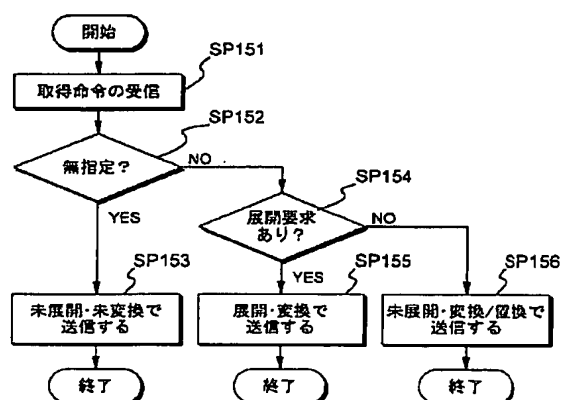 開始
SP151
取得命令の受信
SP152
無指定?
NO
YES
SP154
展開要求
あり?
NO
YES
SP153
未展開・未変換で
送信する
SP155
展開・変換で
送信する
SP156
未展開・変換/置換で
送信する
終了
終了
終了